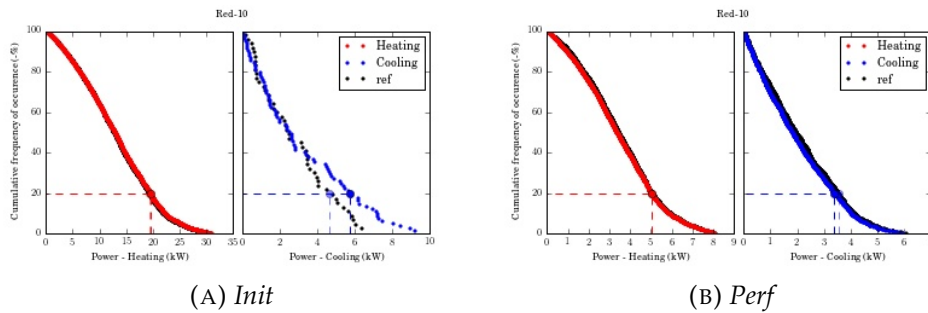 Red-10
Cumulative frequency of occurence (-%)
100
80
60
40
20
0
0 5 10 15 20 25 30 35
Power - Heating (kW)
Heating
Cooling
ref
0 2 4 6 8 10
Power - Cooling (kW)
(A) Init
Red-10
Cumulative frequency of occurence (-%)
100
80
60
40
20
0
0 1 2 3 4 5 6 7 8 9
Power - Heating (kW)
Heating
Cooling
ref
0 1 2 3 4 5 6
Power - Cooling (kW)
(B) Perf